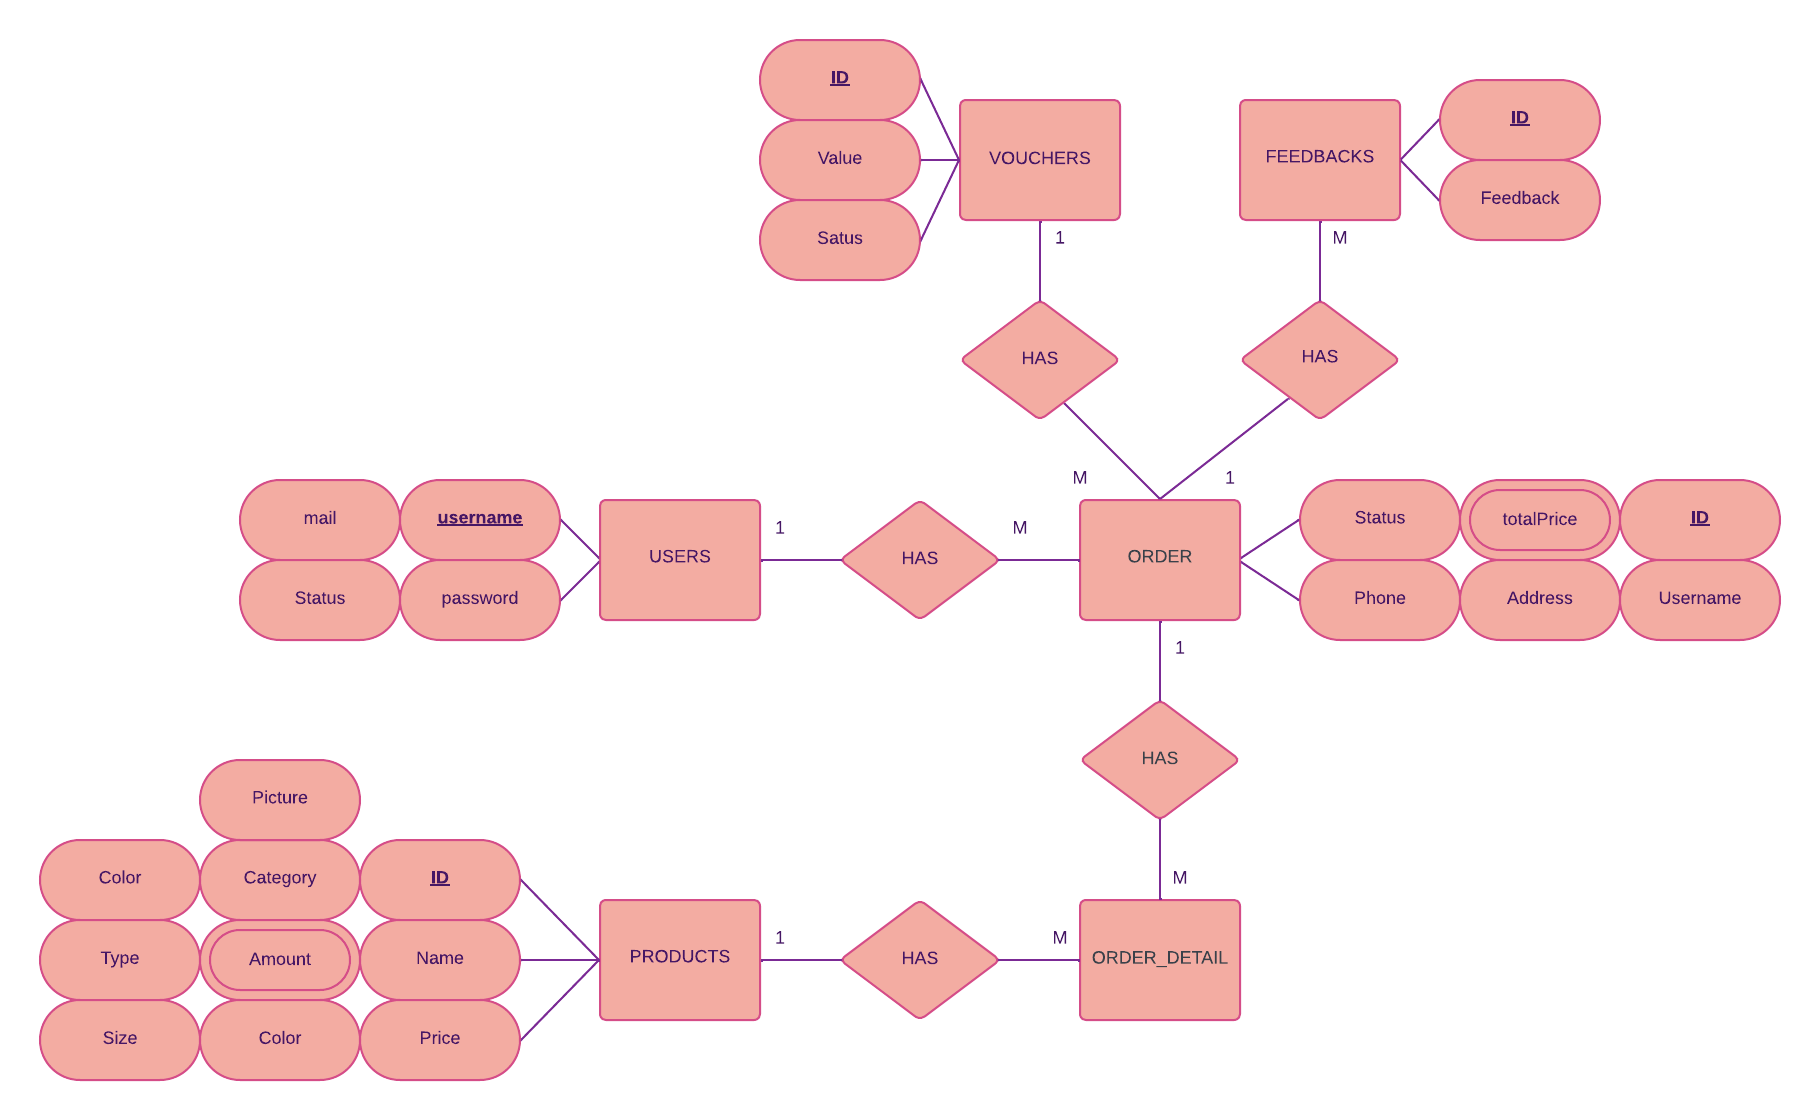 ID
Value
Satus
VOUCHERS
1
HAS
M
FEEDBACKS
ID
Feedback
M
HAS
1
mail
username
Status
password
USERS
1
HAS
M
ORDER
Status
totalPrice
ID
Phone
Address
Username
1
HAS
M
Picture
Color
Category
ID
Type
Amount
Name
Size
Color
Price
PRODUCTS
1
HAS
M
ORDER_DETAIL